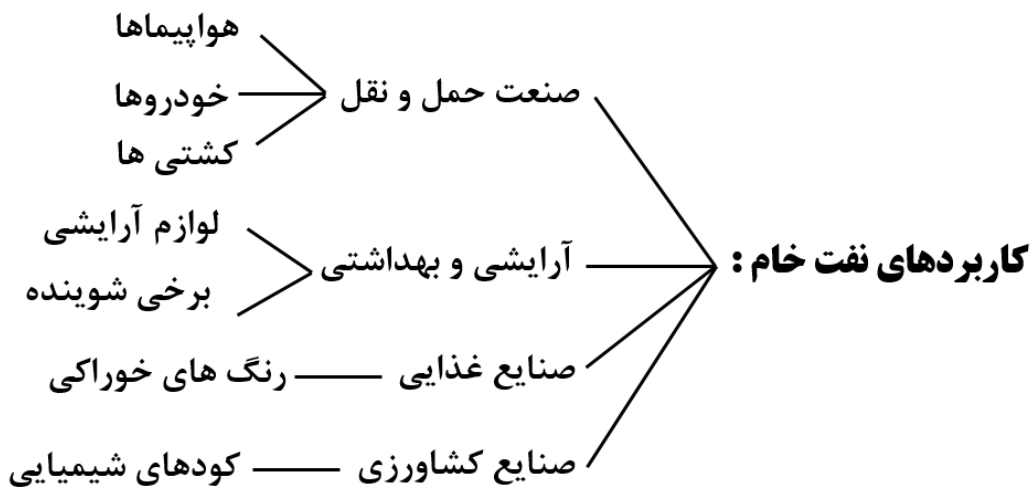 کاربردهای نفت خام :
صنعت حمل و نقل
هواپیماها
خودروها
کشتی ها
آرایشی و بهداشتی
لوازم آرایشی
برخی شوینده
صنایع غذایی
رنگ های خوراکی
صنایع کشاورزی
کودهای شیمیایی